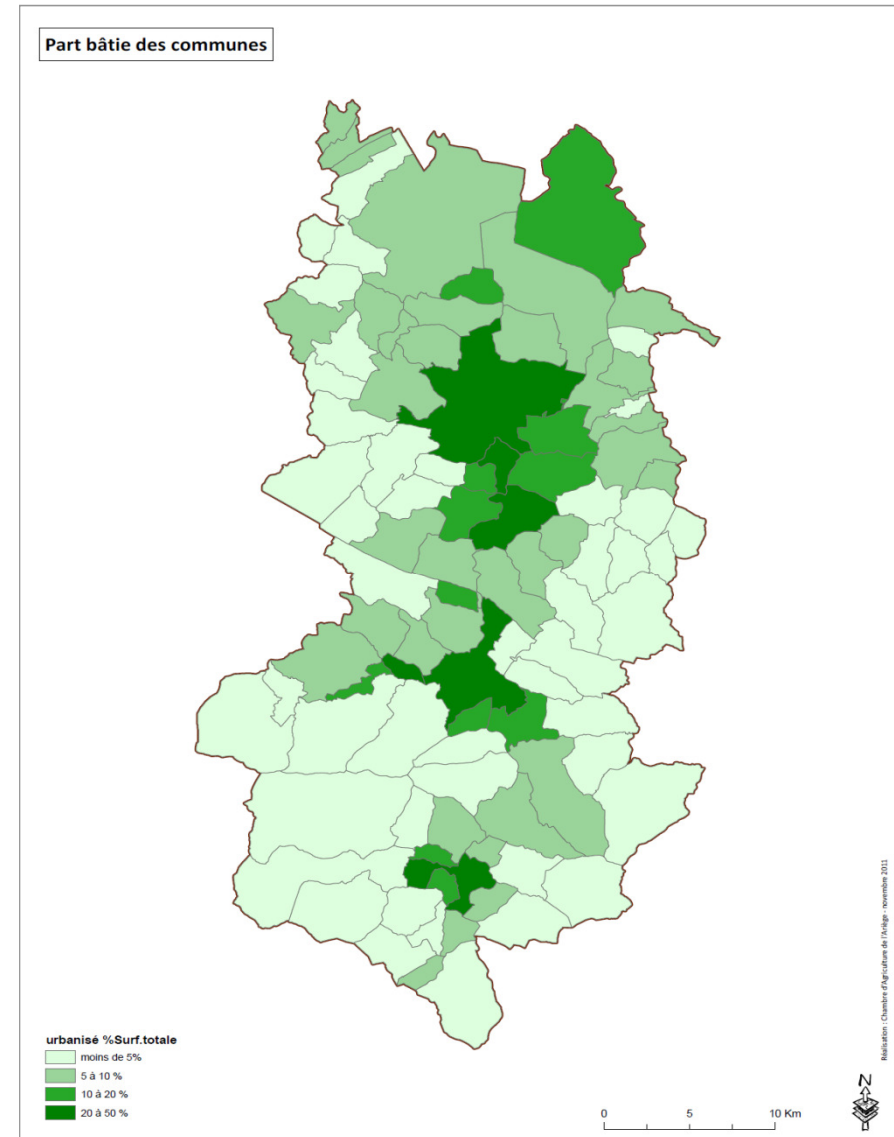 Part bâtie des communes
urbanisé %Surf.totale
moins de 5%
5 à 10 %
10 à 20 %
20 à 50 %
0 5 10 Km
N
Réalisation : Chambre d'Agriculture de l'Ariège - novembre 2011